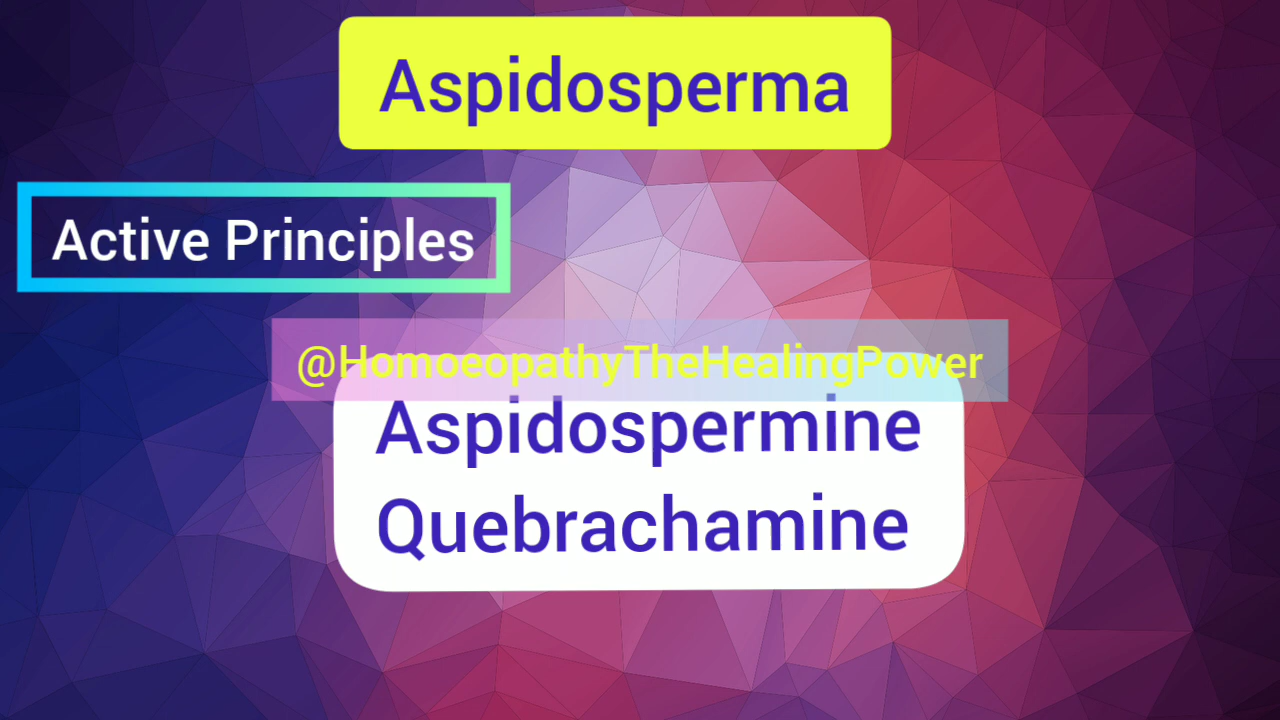 Aspidosperma
Active Principles
@HomoeopathyTheHealingPower
Aspidospermine
Quebrachamine